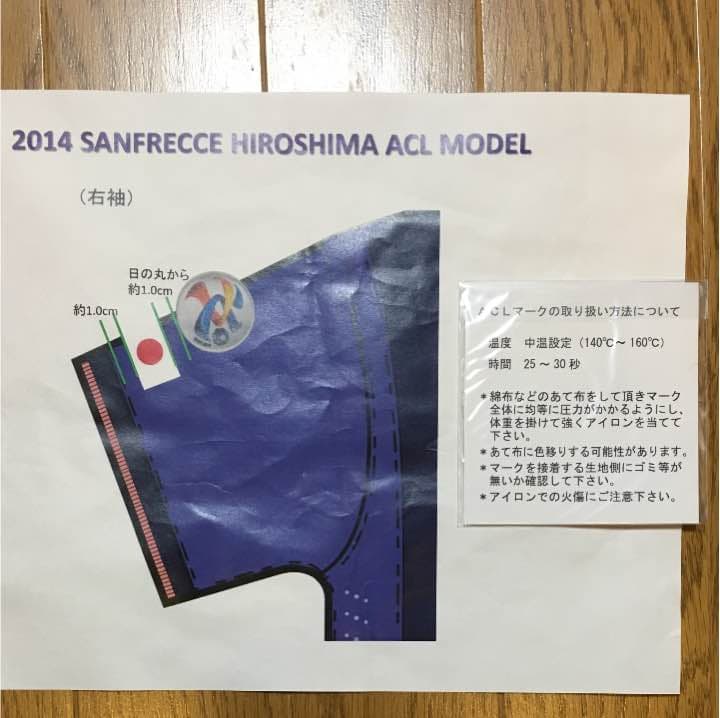 2014 SANFRECCE HIROSHIMA ACL MODEL
（右袖）
日の丸から
約1.0cm
約1.0cm
ＡＣＬマークの取り扱い方法について
温度　中温設定（140℃～160℃）
時間　25～30秒
＊綿布などのあて布をして頂きマーク
全体に均等に圧力がかかるようにし、
体重を掛けて強くアイロンを当てて
下さい。
＊あて布に色移りする可能性があります。
＊マークを接着する生地側にゴミ等が
無いか確認して下さい。
＊アイロンでの火傷にご注意下さい。